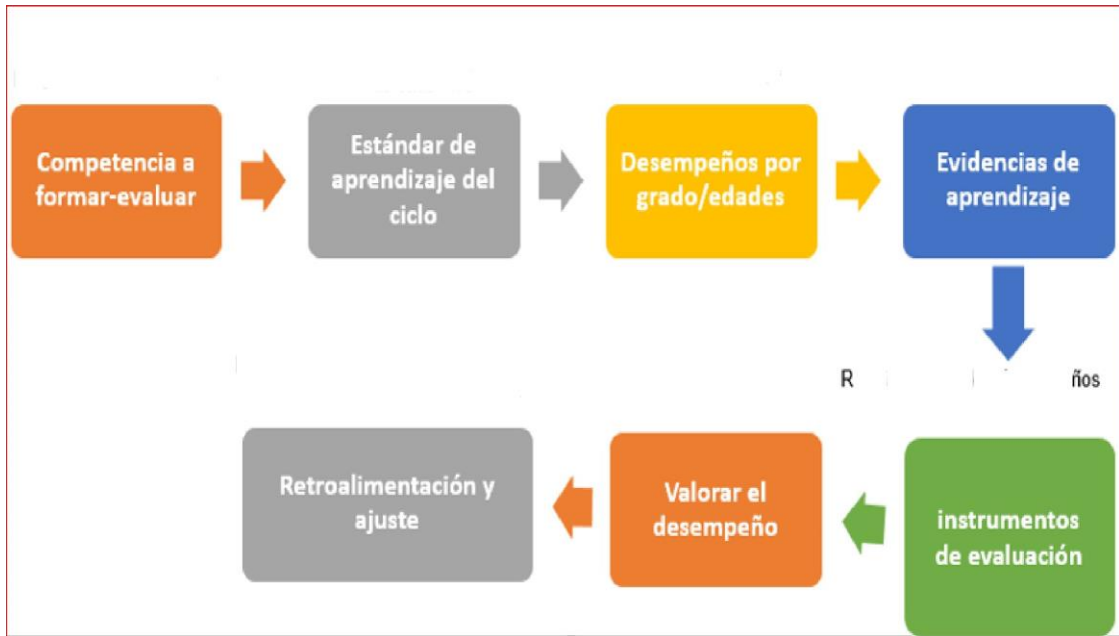 Competencia a
formar-evaluar
Estándar de
aprendizaje del
ciclo
Desempeños por
grado/edades
Evidencias de
aprendizaje
instrumentos
de evaluación
Valorar el
desempeño
Retroalimentación y
ajuste